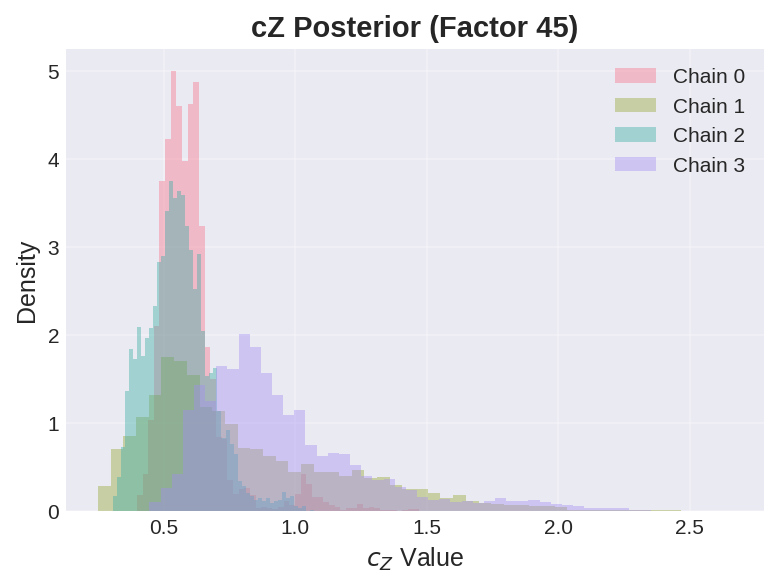 cZ Posterior (Factor 45)
Chain 0
Chain 1
Chain 2
Chain 3
5
4
3
2
1
0
Density
0.5 1.0 1.5 2.0 2.5
c_Z Value